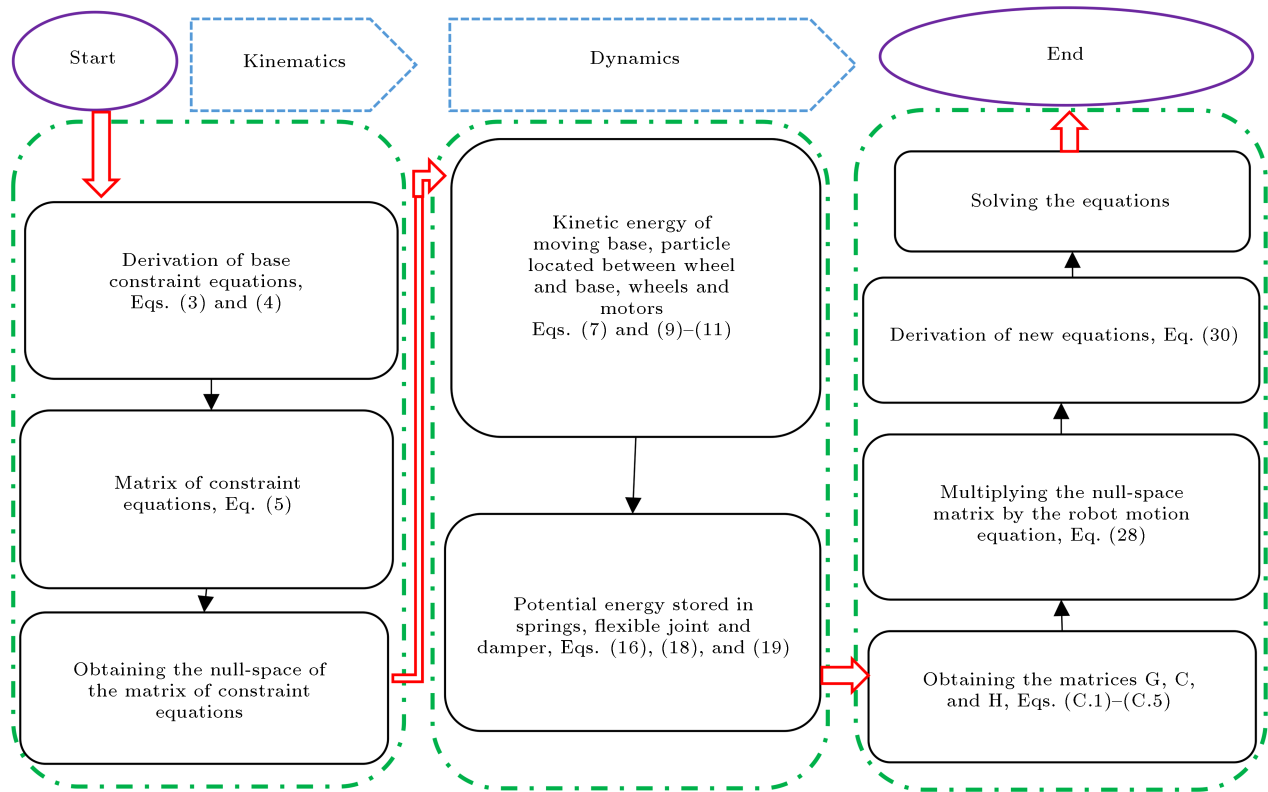 Start
Kinematics
Dynamics
End
Derivation of base
constraint equations,
Eqs. (3) and (4)
Matrix of constraint
equations, Eq. (5)
Obtaining the null-space of
the matrix of constraint
equations
Kinetic energy of
moving base, particle
located between wheel
and base, wheels and
motors
Eqs. (7) and (9)–(11)
Potential energy stored in
springs, flexible joint and
damper, Eqs. (16), (18), and (19)
Solving the equations
Derivation of new equations, Eq. (30)
Multiplying the null-space
matrix by the robot motion
equation, Eq. (28)
Obtaining the matrices G, C,
and H, Eqs. (C.1)–(C.5)